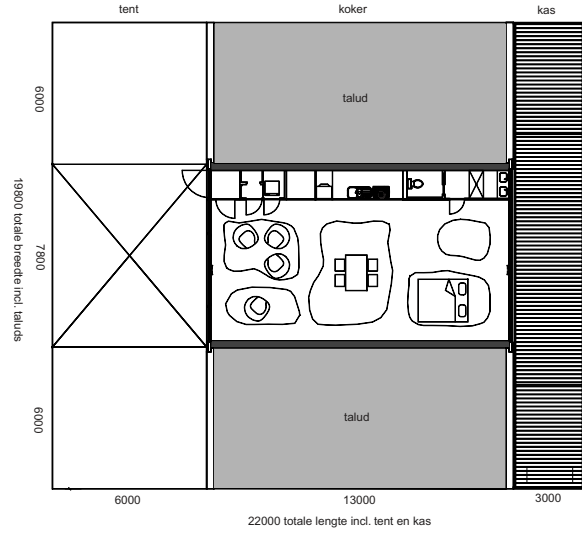 tent
koker
kas
6000
talud
19800 totale breedte incl. taluds
7800
6000
talud
6000
13000
3000
22000 totale lengte incl. tent en kas